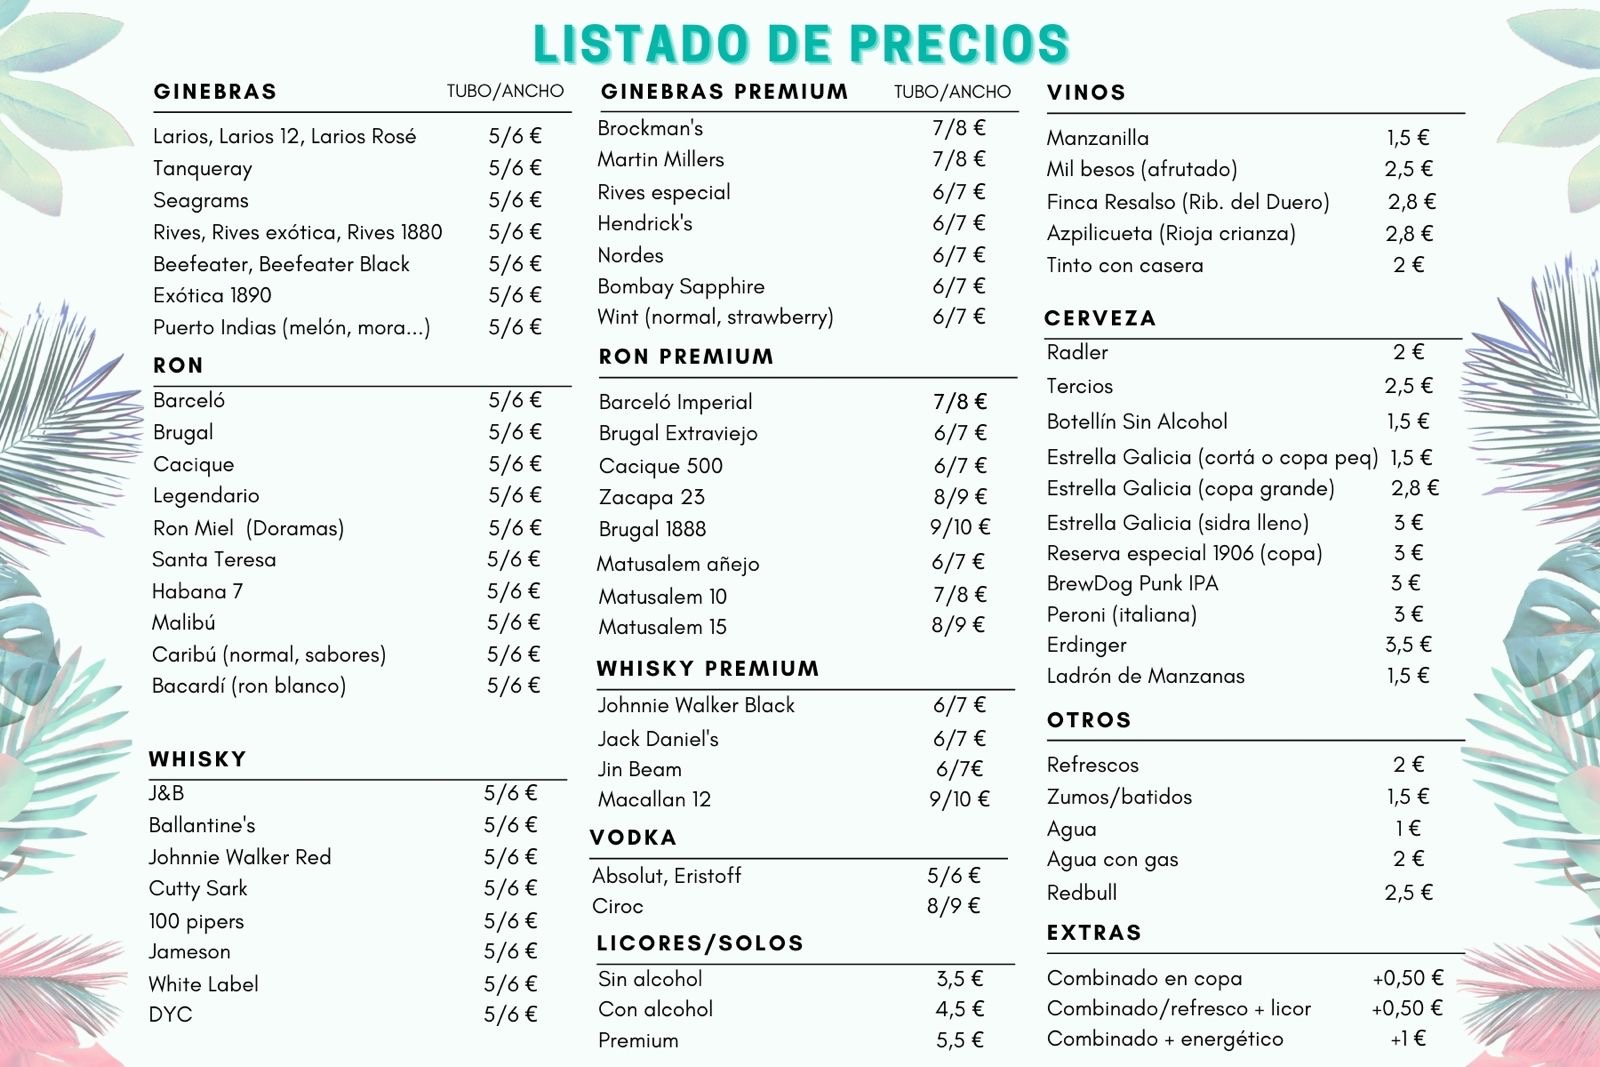 LISTADO DE PRECIOS
GINEBRAS TUBO/ANCHO
Larios, Larios 12, Larios Rosé 5/6 €
Tanqueray 5/6 €
Seagrams 5/6 €
Rives, Rives exótica, Rives 1880 5/6 €
Beefeater, Beefeater Black 5/6 €
Exótica 1890 5/6 €
Puerto Indias (melón, mora...) 5/6 €
RON
Barceló 5/6 €
Brugal 5/6 €
Cacique 5/6 €
Legendario 5/6 €
Ron Miel (Doramas) 5/6 €
Santa Teresa 5/6 €
Habana 7 5/6 €
Malibú 5/6 €
Caribú (normal, sabores) 5/6 €
Bacardí (ron blanco) 5/6 €
WHISKY
J&B 5/6 €
Ballantine's 5/6 €
Johnnie Walker Red 5/6 €
Cutty Sark 5/6 €
100 pipers 5/6 €
Jameson 5/6 €
White Label 5/6 €
DYC 5/6 €
GINEBRAS PREMIUM TUBO/ANCHO
Brockman's 7/8 €
Martin Millers 7/8 €
Rives especial 6/7 €
Hendrick's 6/7 €
Nordes 6/7 €
Bombay Sapphire 6/7 €
Wint (normal, strawberry) 6/7 €
RON PREMIUM
Barceló Imperial 7/8 €
Brugal Extraviejo 6/7 €
Cacique 500 6/7 €
Zacapa 23 8/9 €
Brugal 1888 9/10 €
Matusalem añejo 6/7 €
Matusalem 10 7/8 €
Matusalem 15 8/9 €
WHISKY PREMIUM
Johnnie Walker Black 6/7 €
Jack Daniel's 6/7 €
Jin Beam 6/7€
Macallan 12 9/10 €
VODKA
Absolut, Eristoff 5/6 €
Ciroc 8/9 €
LICORES/SOLOS
Sin alcohol 3,5 €
Con alcohol 4,5 €
Premium 5,5 €
VINOS
Manzanilla 1,5 €
Mil besos (afrutado) 2,5 €
Finca Resalso (Rib. del Duero) 2,8 €
Azpilicueta (Rioja crianza) 2,8 €
Tinto con casera 2 €
CERVEZA
Radler 2 €
Tercios 2,5 €
Botellín Sin Alcohol 1,5 €
Estrella Galicia (cortá o copa peq) 1,5 €
Estrella Galicia (copa grande) 2,8 €
Estrella Galicia (sidra lleno) 3 €
Reserva especial 1906 (copa) 3 €
BrewDog Punk IPA 3 €
Peroni (italiana) 3 €
Erdinger 3,5 €
Ladrón de Manzanas 1,5 €
OTROS
Refrescos 2 €
Zumos/batidos 1,5 €
Agua 1 €
Agua con gas 2 €
Redbull 2,5 €
EXTRAS
Combinado en copa +0,50 €
Combinado/refresco + licor +0,50 €
Combinado + energético +1 €